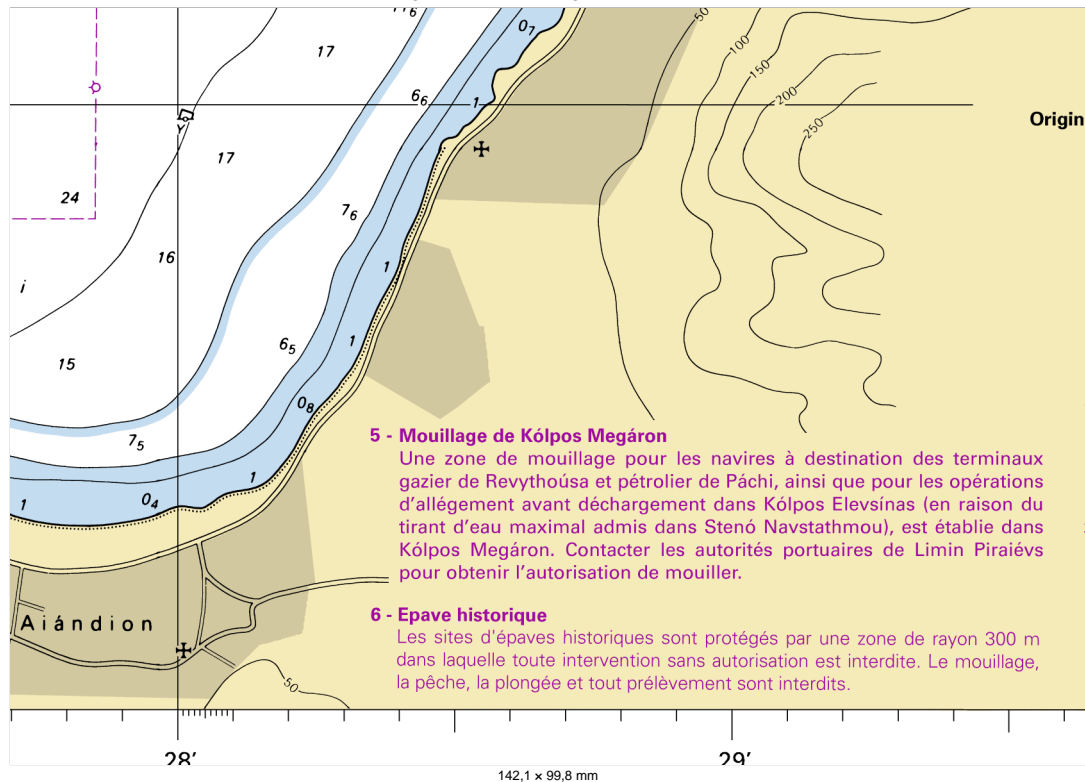 116
0₇
50
100
17
150
6₆
1
200
Y
250
Origin
17
24
7₆
16
1
i
1
6₅
15
0₈
7₅
1
0₄
1
5 - Mouillage de Kólpos Megáron
Une zone de mouillage pour les navires à destination des terminaux
gazier de Revythoúsa et pétrolier de Páchi, ainsi que pour les opérations
d'allégement avant déchargement dans Kólpos Elevsínas (en raison du
tirant d'eau maximal admis dans Stenó Navstathmou), est établie dans
Kólpos Megáron. Contacter les autorités portuaires de Limin Piraiévs
pour obtenir l'autorisation de mouiller.
6 - Epave historique
Les sites d'épaves historiques sont protégés par une zone de rayon 300 m
dans laquelle toute intervention sans autorisation est interdite. Le mouillage,
la pêche, la plongée et tout prélèvement sont interdits.
Aiándion
50
28′
29′
142,1 × 99,8 mm